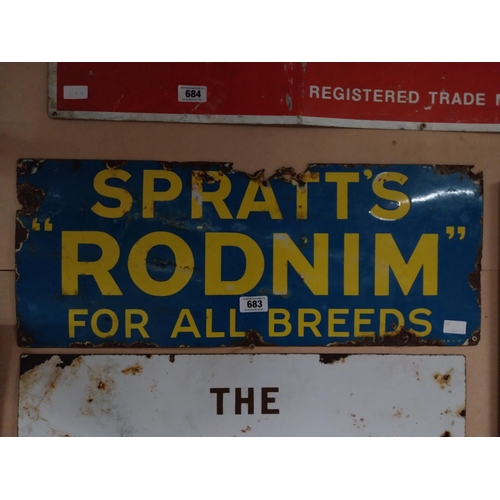 684
REGISTERED TRADE
SPRATT'S
"RODNIM"
683
FOR ALL BREEDS
THE